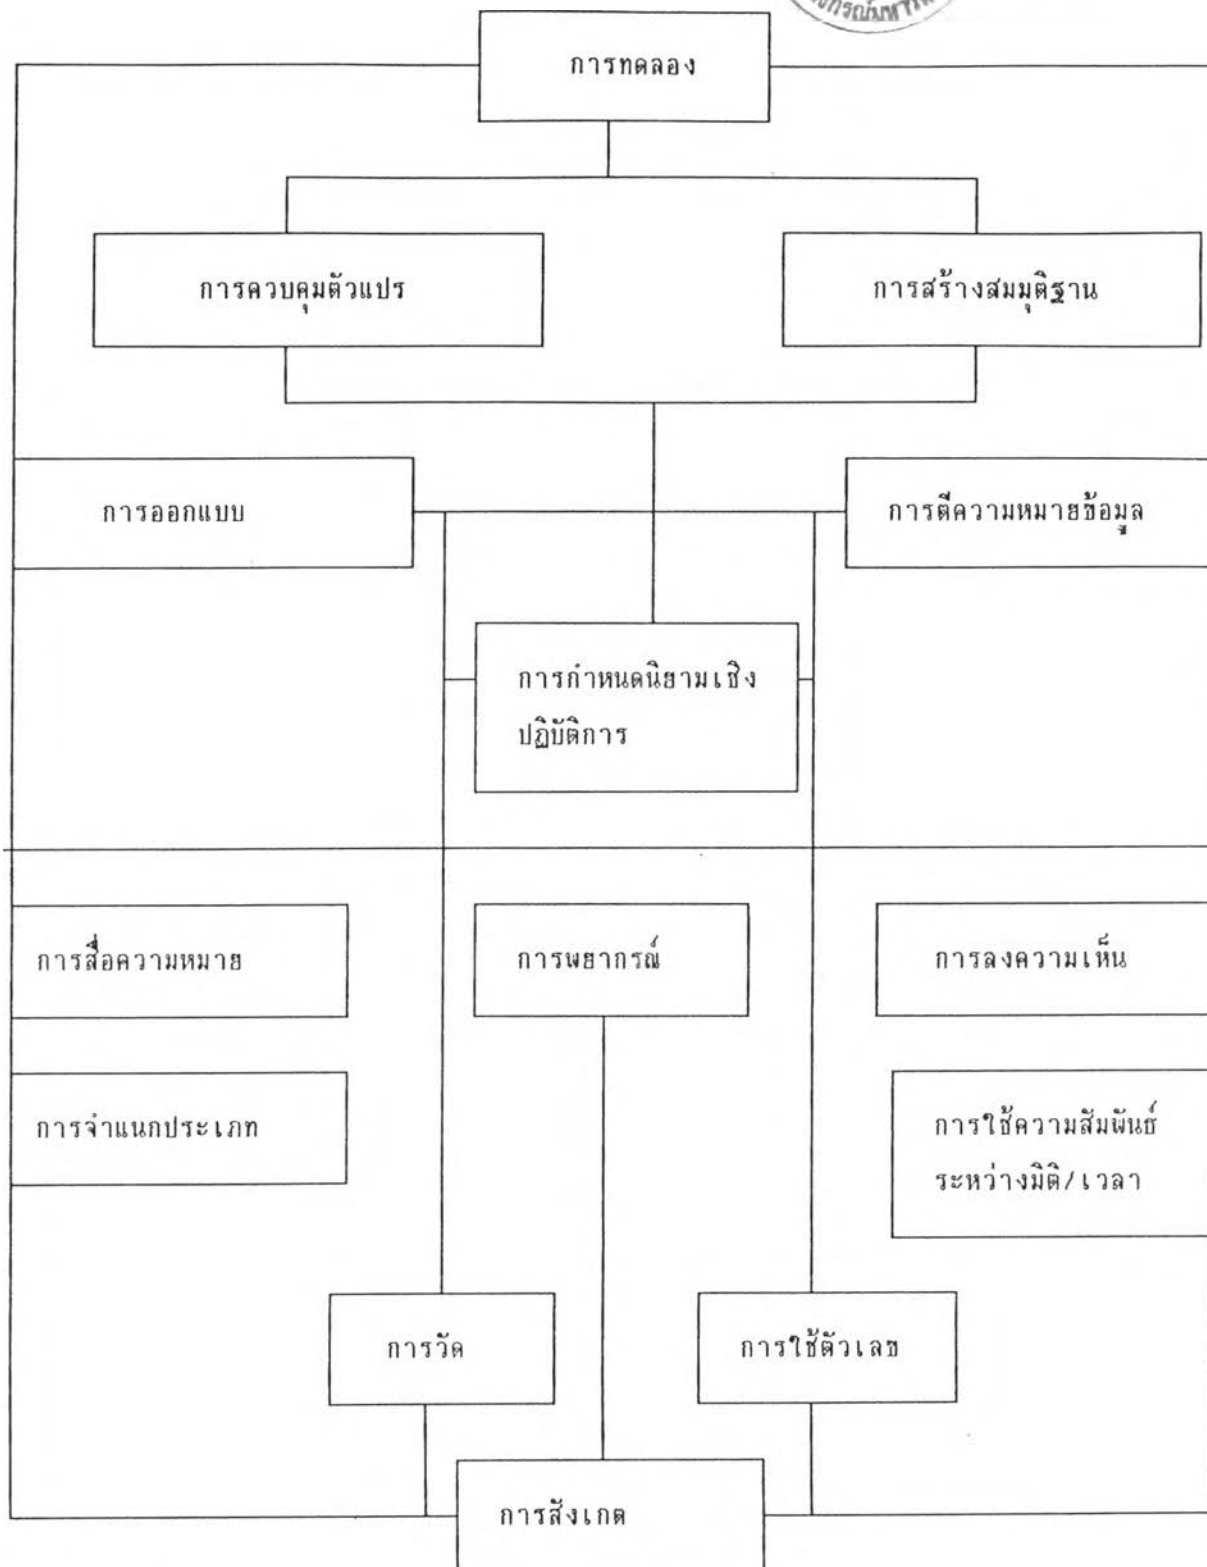 การทดลอง
การควบคุมตัวแปร
การสร้างสมมุติฐาน
การออกแบบ
การตีความหมายข้อมูล
การกำหนดนิยามเชิง
ปฏิบัติการ
การสื่อความหมาย
การพยากรณ์
การลงความเห็น
การจำแนกประเภท
การใช้ความสัมพันธ์
ระหว่างมิติ/เวลา
การวัด
การใช้ตัวเลข
การสังเกต